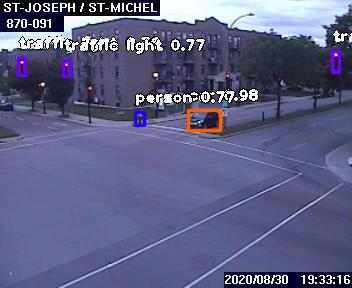 ST-JOSEPH / ST-MICHEL
870-091
traffic light 0.77
person 0.77
.98
2020/08/30 19:33:16